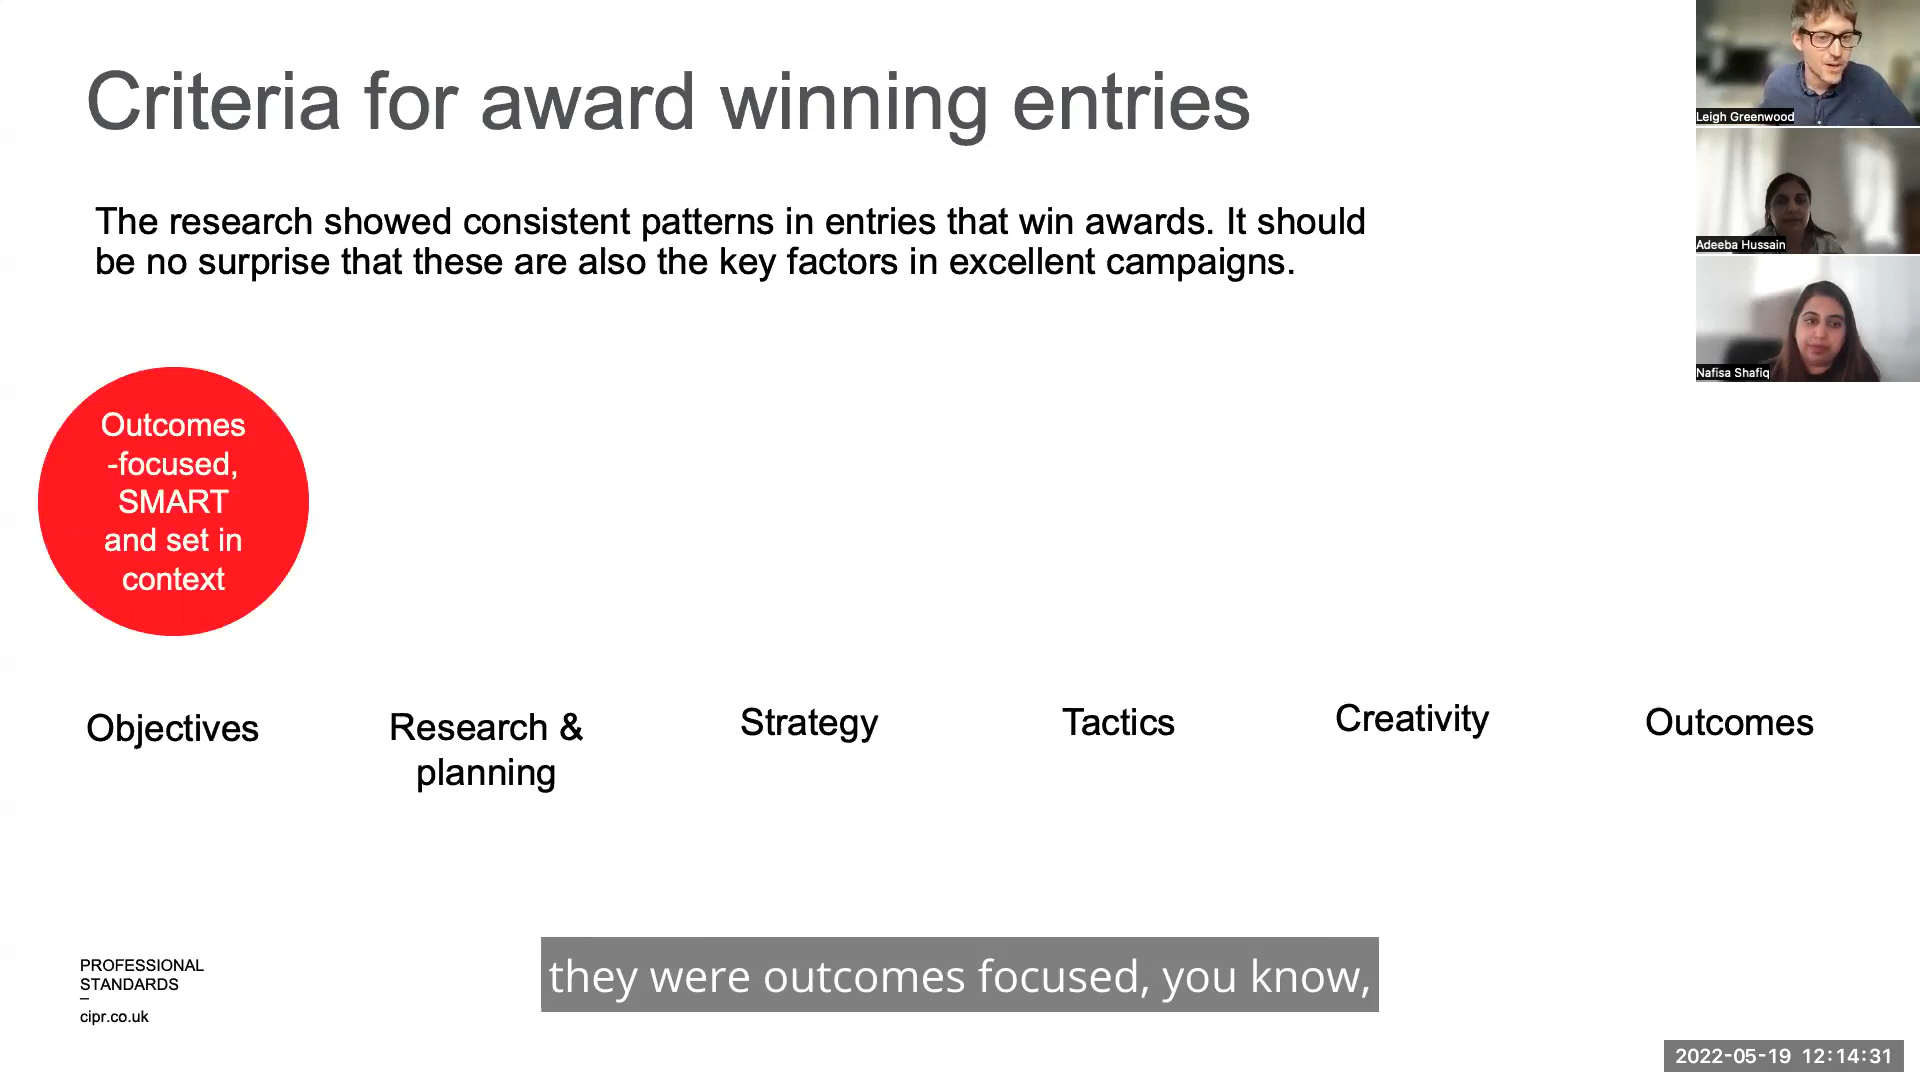 Criteria for award winning entries
The research showed consistent patterns in entries that win awards. It should
be no surprise that these are also the key factors in excellent campaigns.
Leigh Greenwood
Adeeba Hussain
Nafisa Shafiq
Outcomes
-focused,
SMART
and set in
context
Objectives
Research &
planning
Strategy
Tactics
Creativity
Outcomes
PROFESSIONAL
STANDARDS
–
cipr.co.uk
they were outcomes focused, you know,
2022-05-19 12:14:31